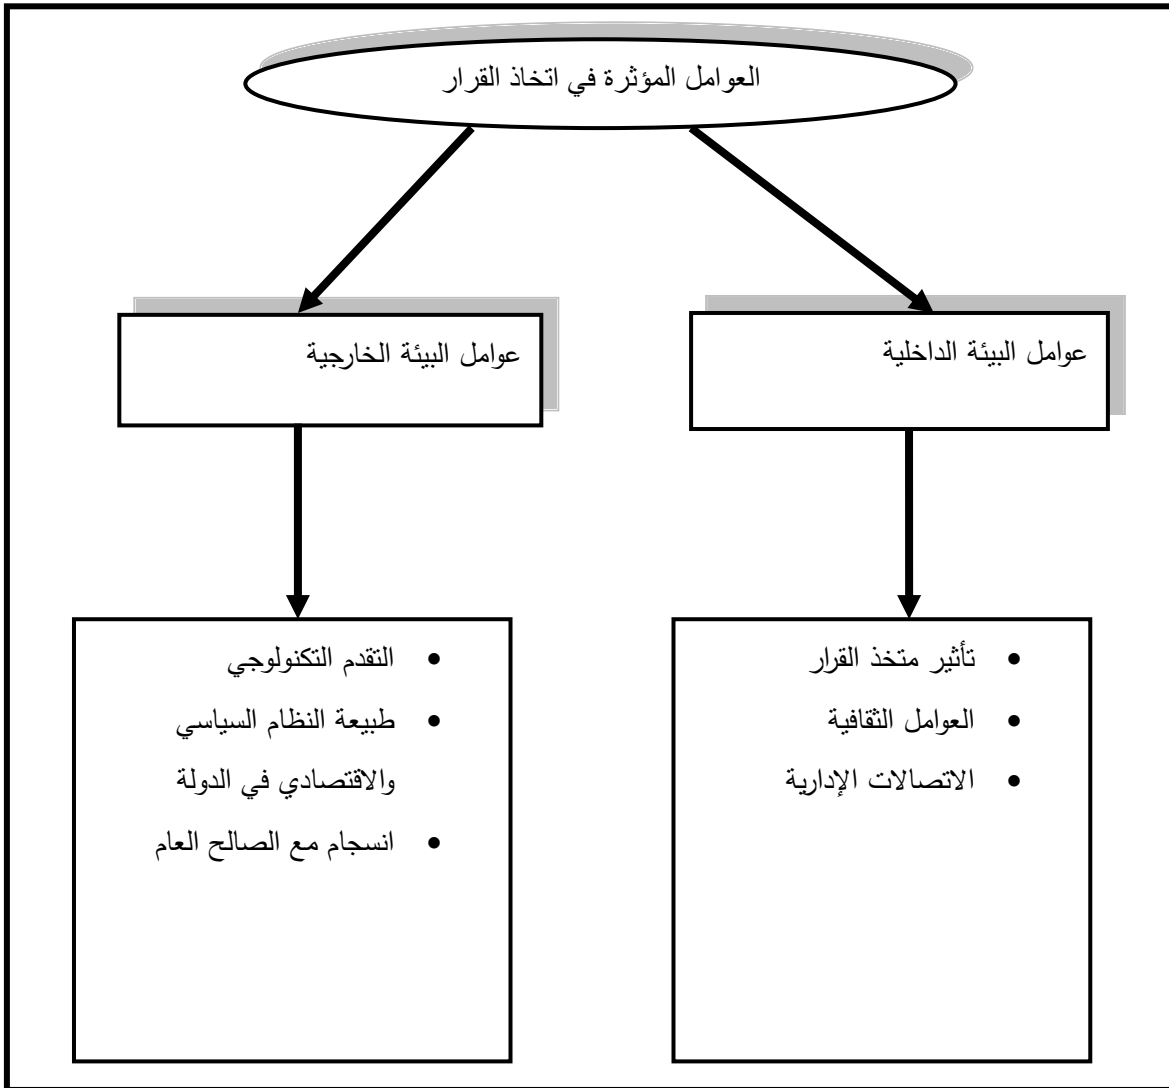 العوامل المؤثرة في اتخاذ القرار
عوامل البيئة الداخلية
عوامل البيئة الخارجية
• تأثير متخذ القرار
• العوامل الثقافية
• الاتصالات الإدارية
• التقدم التكنولوجي
• طبيعة النظام السياسي
والاقتصادي في الدولة
• انسجام مع الصالح العام